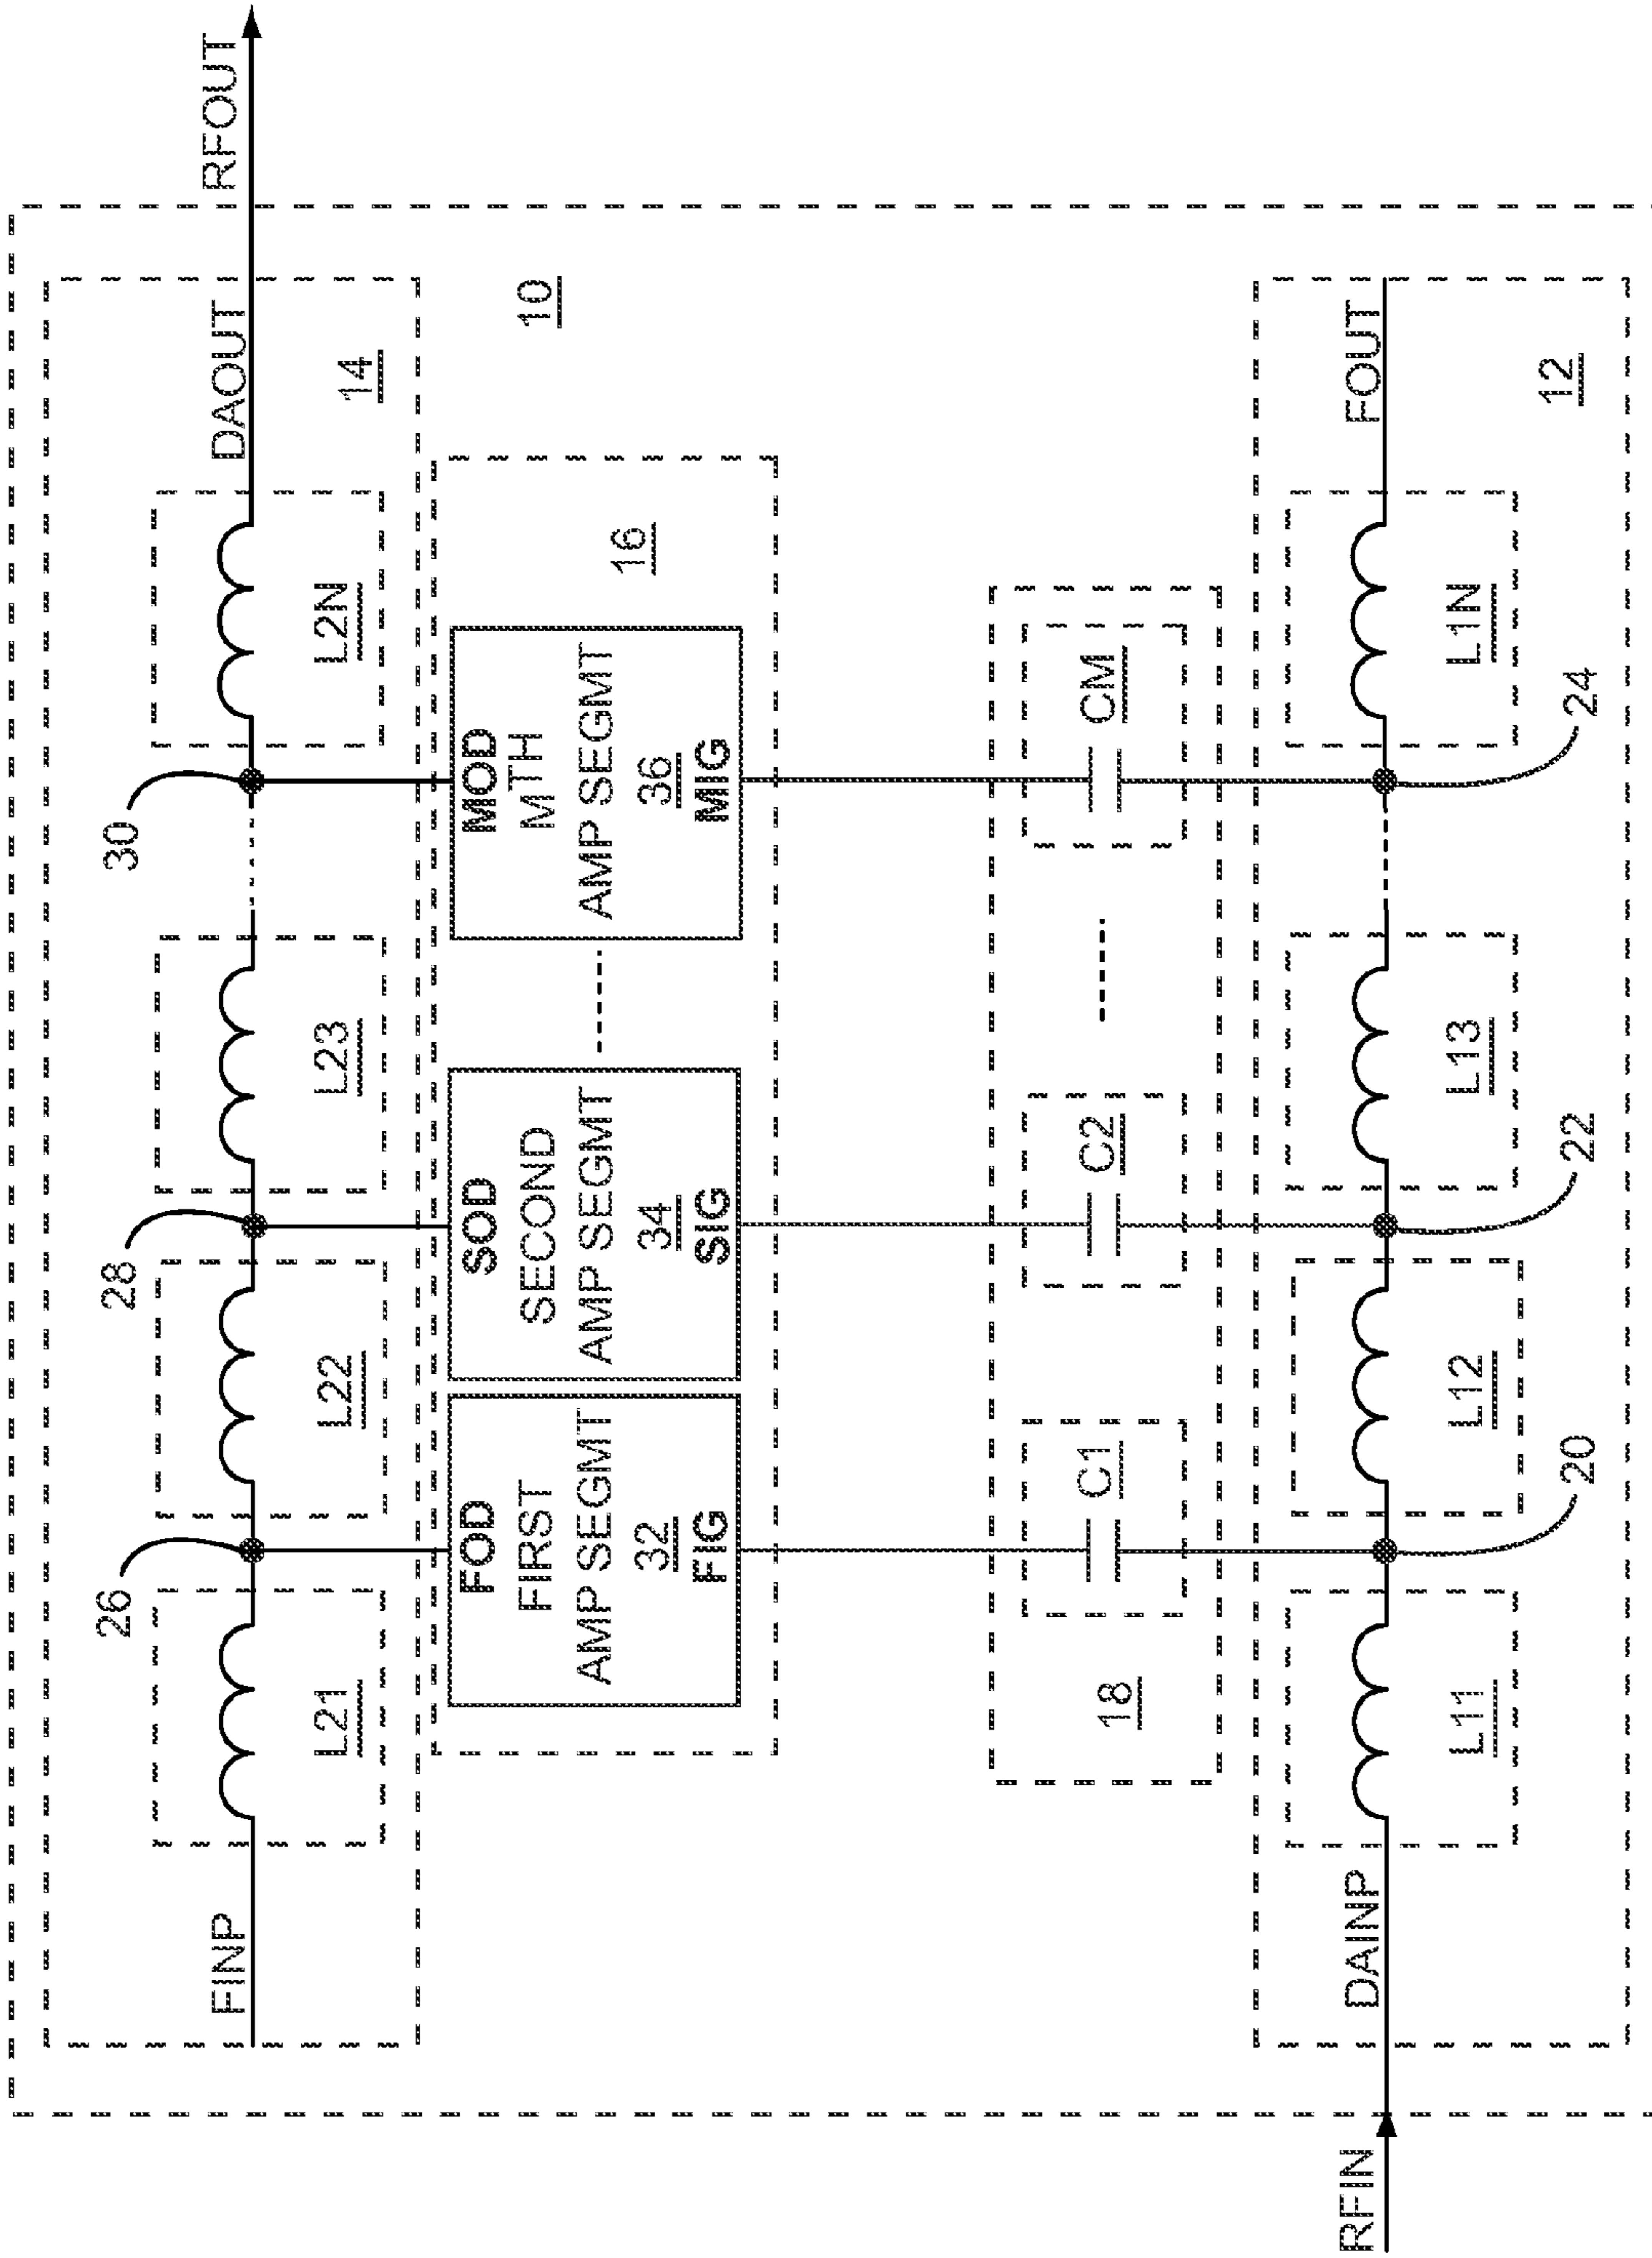 RFOUT
30
28
26
FINP
DAOUT
L21
L22
L23
L2N
14
FOD
FIRST
AMP SEGMT
32
FIG
SOD
SECOND
AMP SEGMT
34
SIG
MOD
MTH
AMP SEGMT
36
MIG
16
10
18
C1
C2
CM
RFIN
DAINP
FOUT
L11
L12
L13
L1N
12
20
22
24